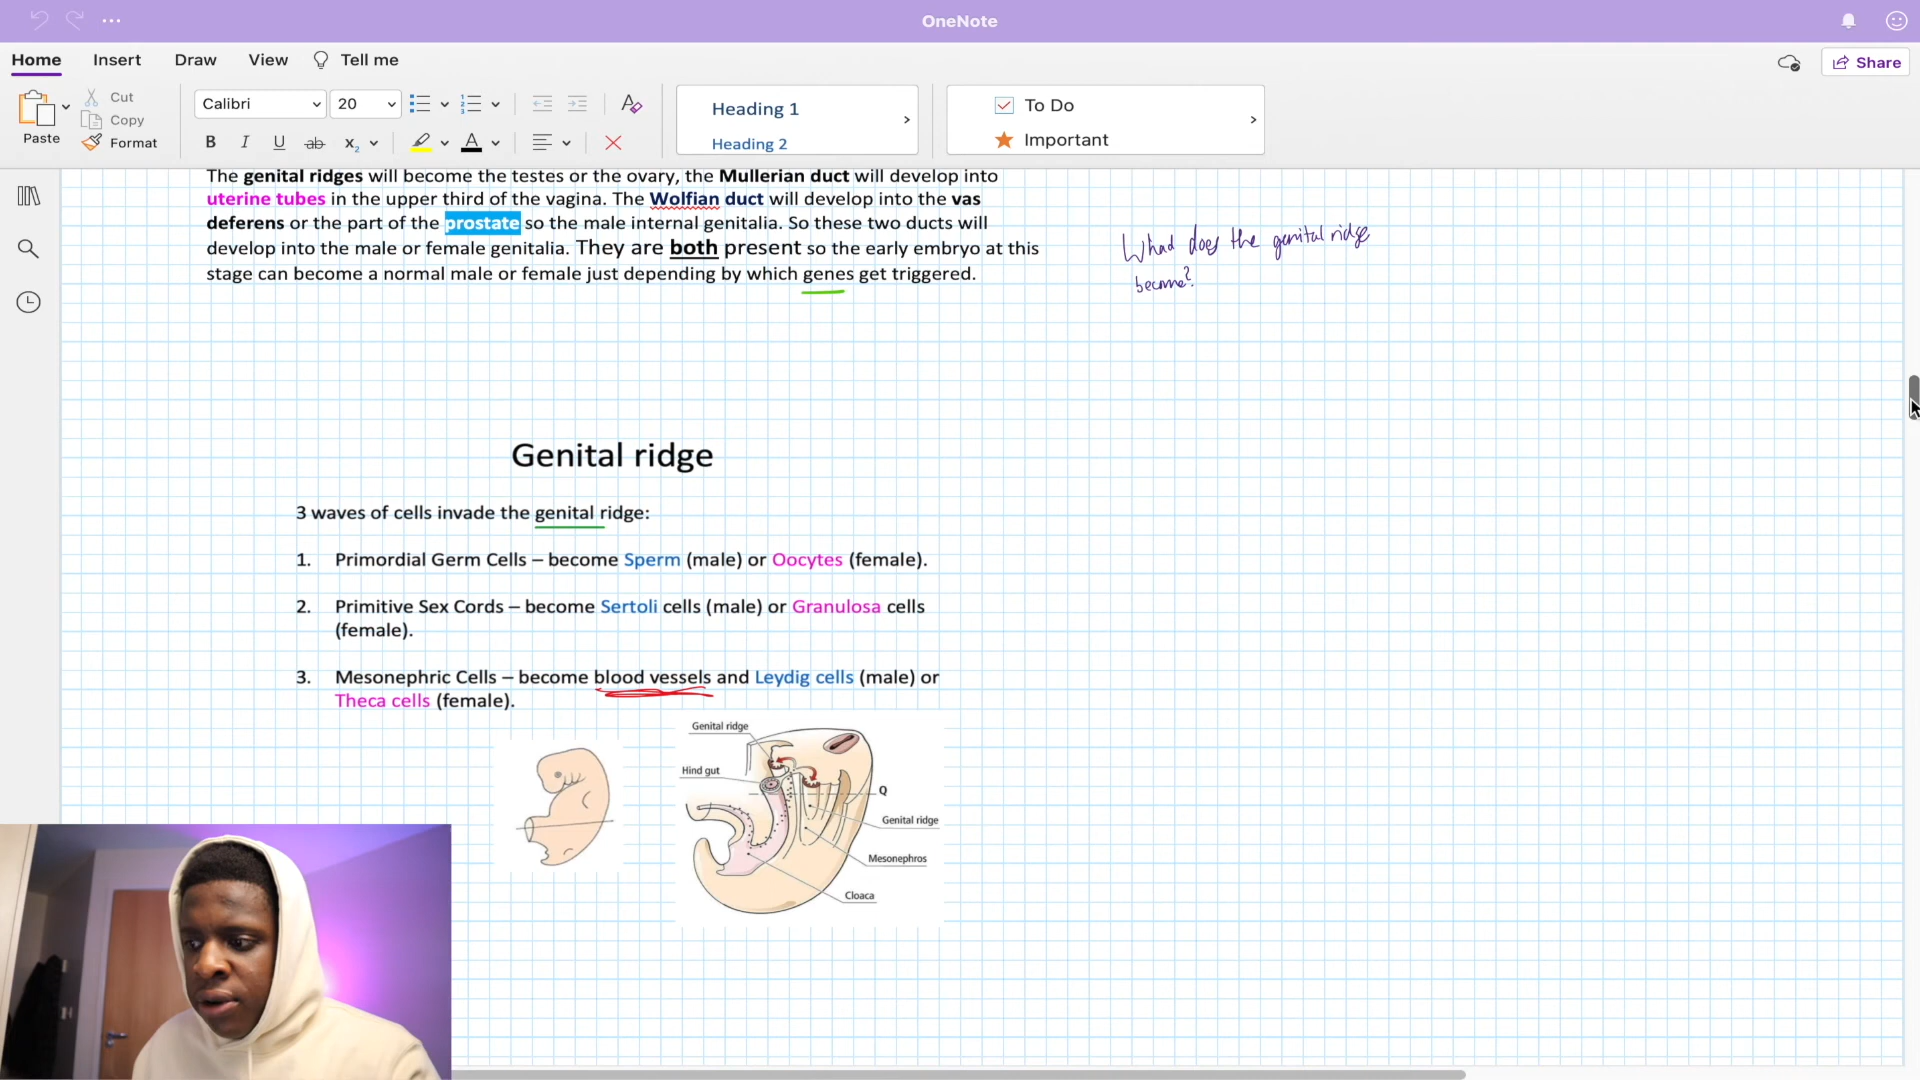 OneNote
Home Insert Draw View Tell me
Share
Paste
Cut
Copy
Format
Calibri 20
B I U ab x₂ A
Heading 1
Heading 2
To Do
Important
The genital ridges will become the testes or the ovary, the Mullerian duct will develop into
uterine tubes in the upper third of the vagina. The Wolfian duct will develop into the vas
deferens or the part of the prostate so the male internal genitalia. So these two ducts will
develop into the male or female genitalia. They are both present so the early embryo at this
stage can become a normal male or female just depending by which genes get triggered.
What does the genital ridge
become?
Genital ridge
3 waves of cells invade the genital ridge:
1. Primordial Germ Cells – become Sperm (male) or Oocytes (female).
2. Primitive Sex Cords – become Sertoli cells (male) or Granulosa cells
(female).
3. Mesonephric Cells – become blood vessels and Leydig cells (male) or
Theca cells (female).
Genital ridge
Hind gut
Q
Genital ridge
Mesonephros
Cloaca